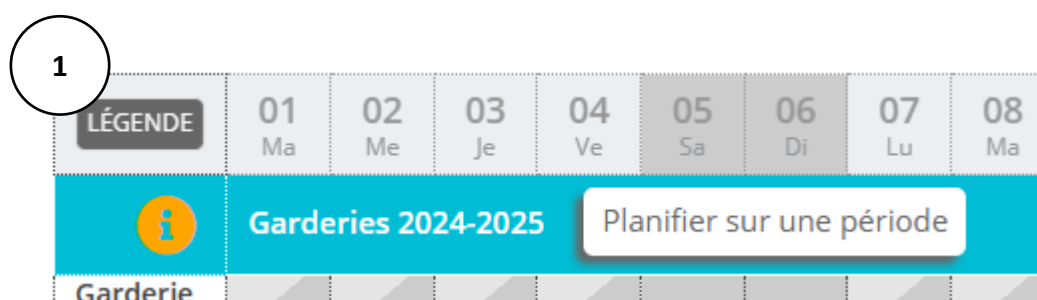 1
LÉGENDE
01 02 03 04 05 06 07 08
Ma Me Je Ve Sa Di Lu Ma
i Garderies 2024-2025 Planifier sur une période
Garderie